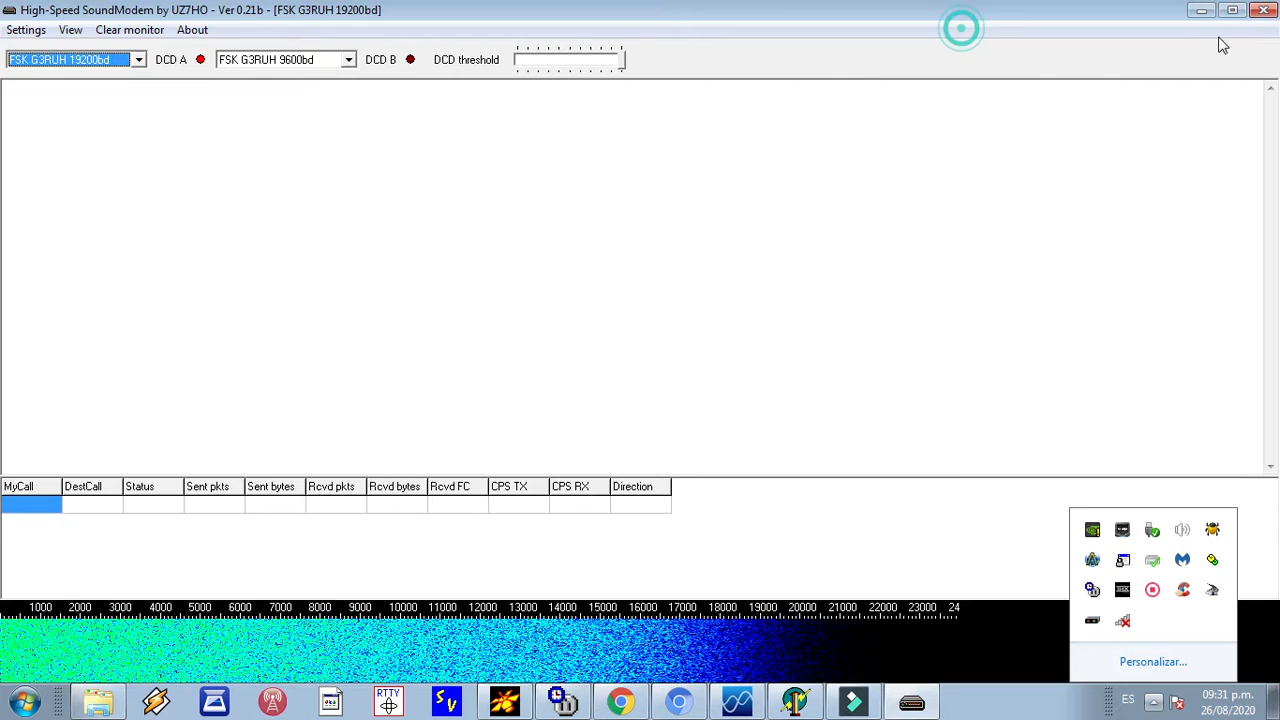 High-Speed SoundModem by UZ7HO - Ver 0.21b - [FSK G3RUH 19200bd]
Settings View Clear monitor About
FSK G3RUH 19200bd DCD A FSK G3RUH 9600bd DCD B DCD threshold
MyCall DestCall Status Sent pkts Sent bytes Rcvd pkts Rcvd bytes Rcvd FC CPS TX CPS RX Direction
1000 2000 3000 4000 5000 6000 7000 8000 9000 10000 11000 12000 13000 14000 15000 16000 17000 18000 19000 20000 21000 22000 23000 24
Personalizar...
RTTY
S V
ES
09:31 p.m.
26/08/2020